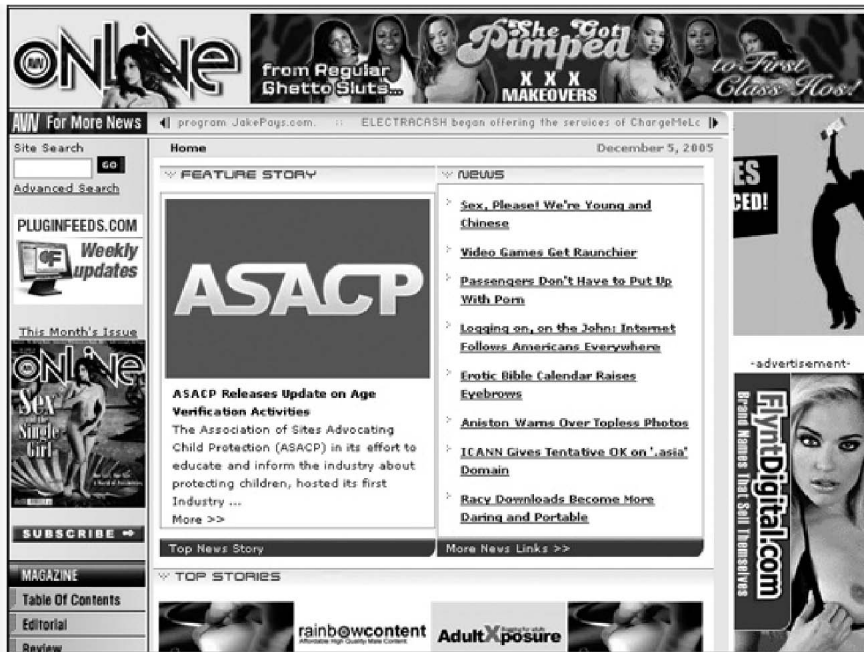 AVN
ONLINE
She Got
Pimped
from Regular
Ghetto Sluts...
X X X
MAKEOVERS
to First
Class Hos!
AVN For More News
program JakePays.com. :: ELECTRACASH began offering the services of ChargeMeLc
Site Search
GO
Advanced Search
PLUGINFEEDS.COM
Weekly
updates
This Month's Issue
ONLINE
Sex
and the
Single
Girl
SUBSCRIBE
MAGAZINE
Table Of Contents
Editorial
Review
Home
December 5, 2005
FEATURE STORY
ASACP
ASACP Releases Update on Age
Verification Activities
The Association of Sites Advocating
Child Protection (ASACP) in its effort to
educate and inform the industry about
protecting children, hosted its first
Industry ...
More >>
Top News Story
NEWS
Sex, Please! We're Young and
Chinese
Video Games Get Raunchier
Passengers Don't Have to Put Up
With Porn
Logging on, on the John: Internet
Follows Americans Everywhere
Erotic Bible Calendar Raises
Eyebrows
Aniston Warns Over Topless Photos
ICANN Gives Tentative OK on '.asia'
Domain
Racy Downloads Become More
Daring and Portable
More News Links >>
TOP STORIES
rainbowcontent
Affordable High Quality Male Content
AdultXposure
ES
CED!
-advertisement-
FlyntDigital.com
Brand Names That Sell Themselves